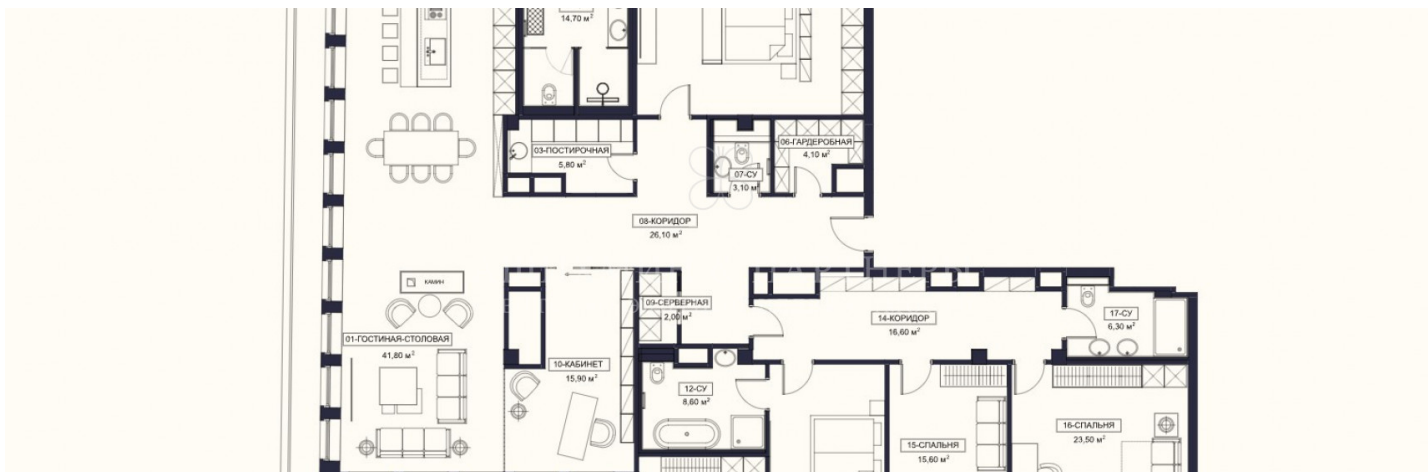 14,70 м²
03-ПОСТИРОЧНАЯ
5,80 м²
06-ГАРДЕРОБНАЯ
4,10 м²
07-СУ
3,10 м²
08-КОРИДОР
26,10 м²
КАМИН
09-СЕРВЕРНАЯ
2,00 м²
14-КОРИДОР
16,60 м²
17-СУ
6,30 м²
01-ГОСТИНАЯ-СТОЛОВАЯ
41,80 м²
10-КАБИНЕТ
15,90 м²
12-СУ
8,60 м²
15-СПАЛЬНЯ
15,60 м²
16-СПАЛЬНЯ
23,50 м²